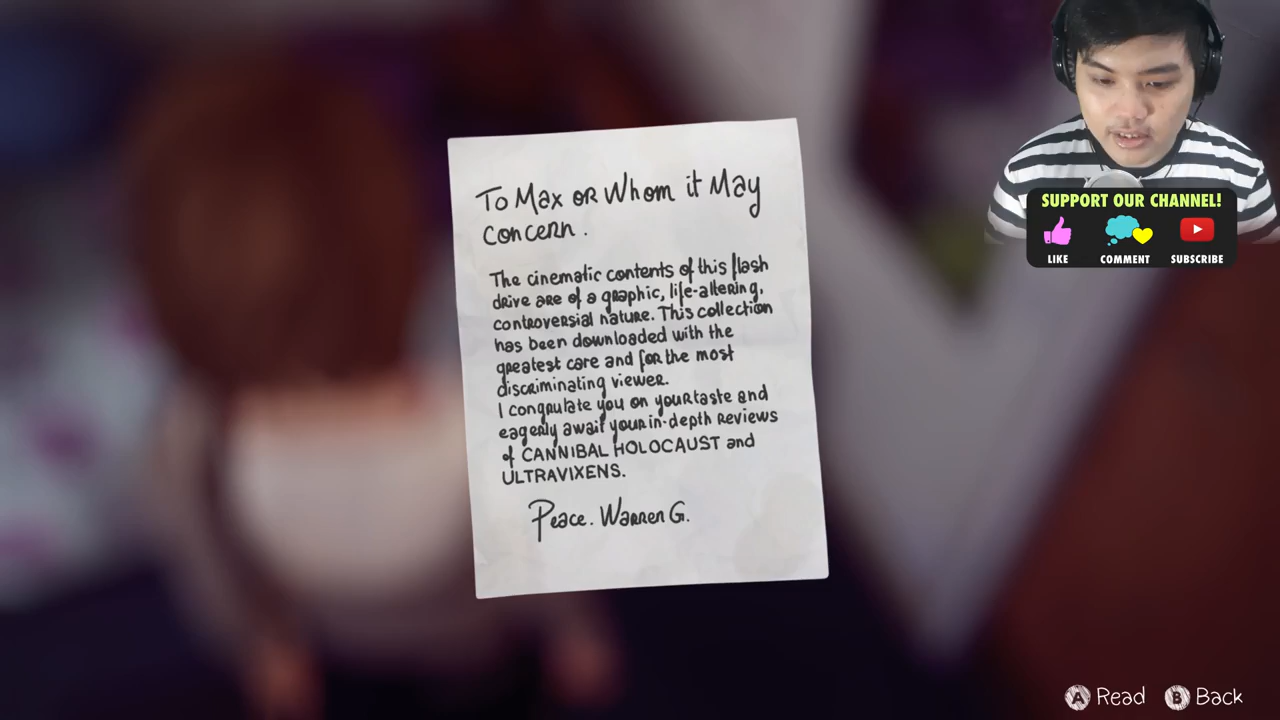 To Max or Whom it May
concern.
The cinematic contents of this flash
drive are of a graphic, life-altering,
controversial nature. This collection
has been downloaded with the
greatest care and for the most
discriminating viewer.
I congrulate you on your taste and
eagerly await your in-depth reviews
of CANNIBAL HOLOCAUST and
ULTRAVIXENS.
Peace. Warren G.
SUPPORT OUR CHANNEL!
LIKE COMMENT SUBSCRIBE
A Read B Back